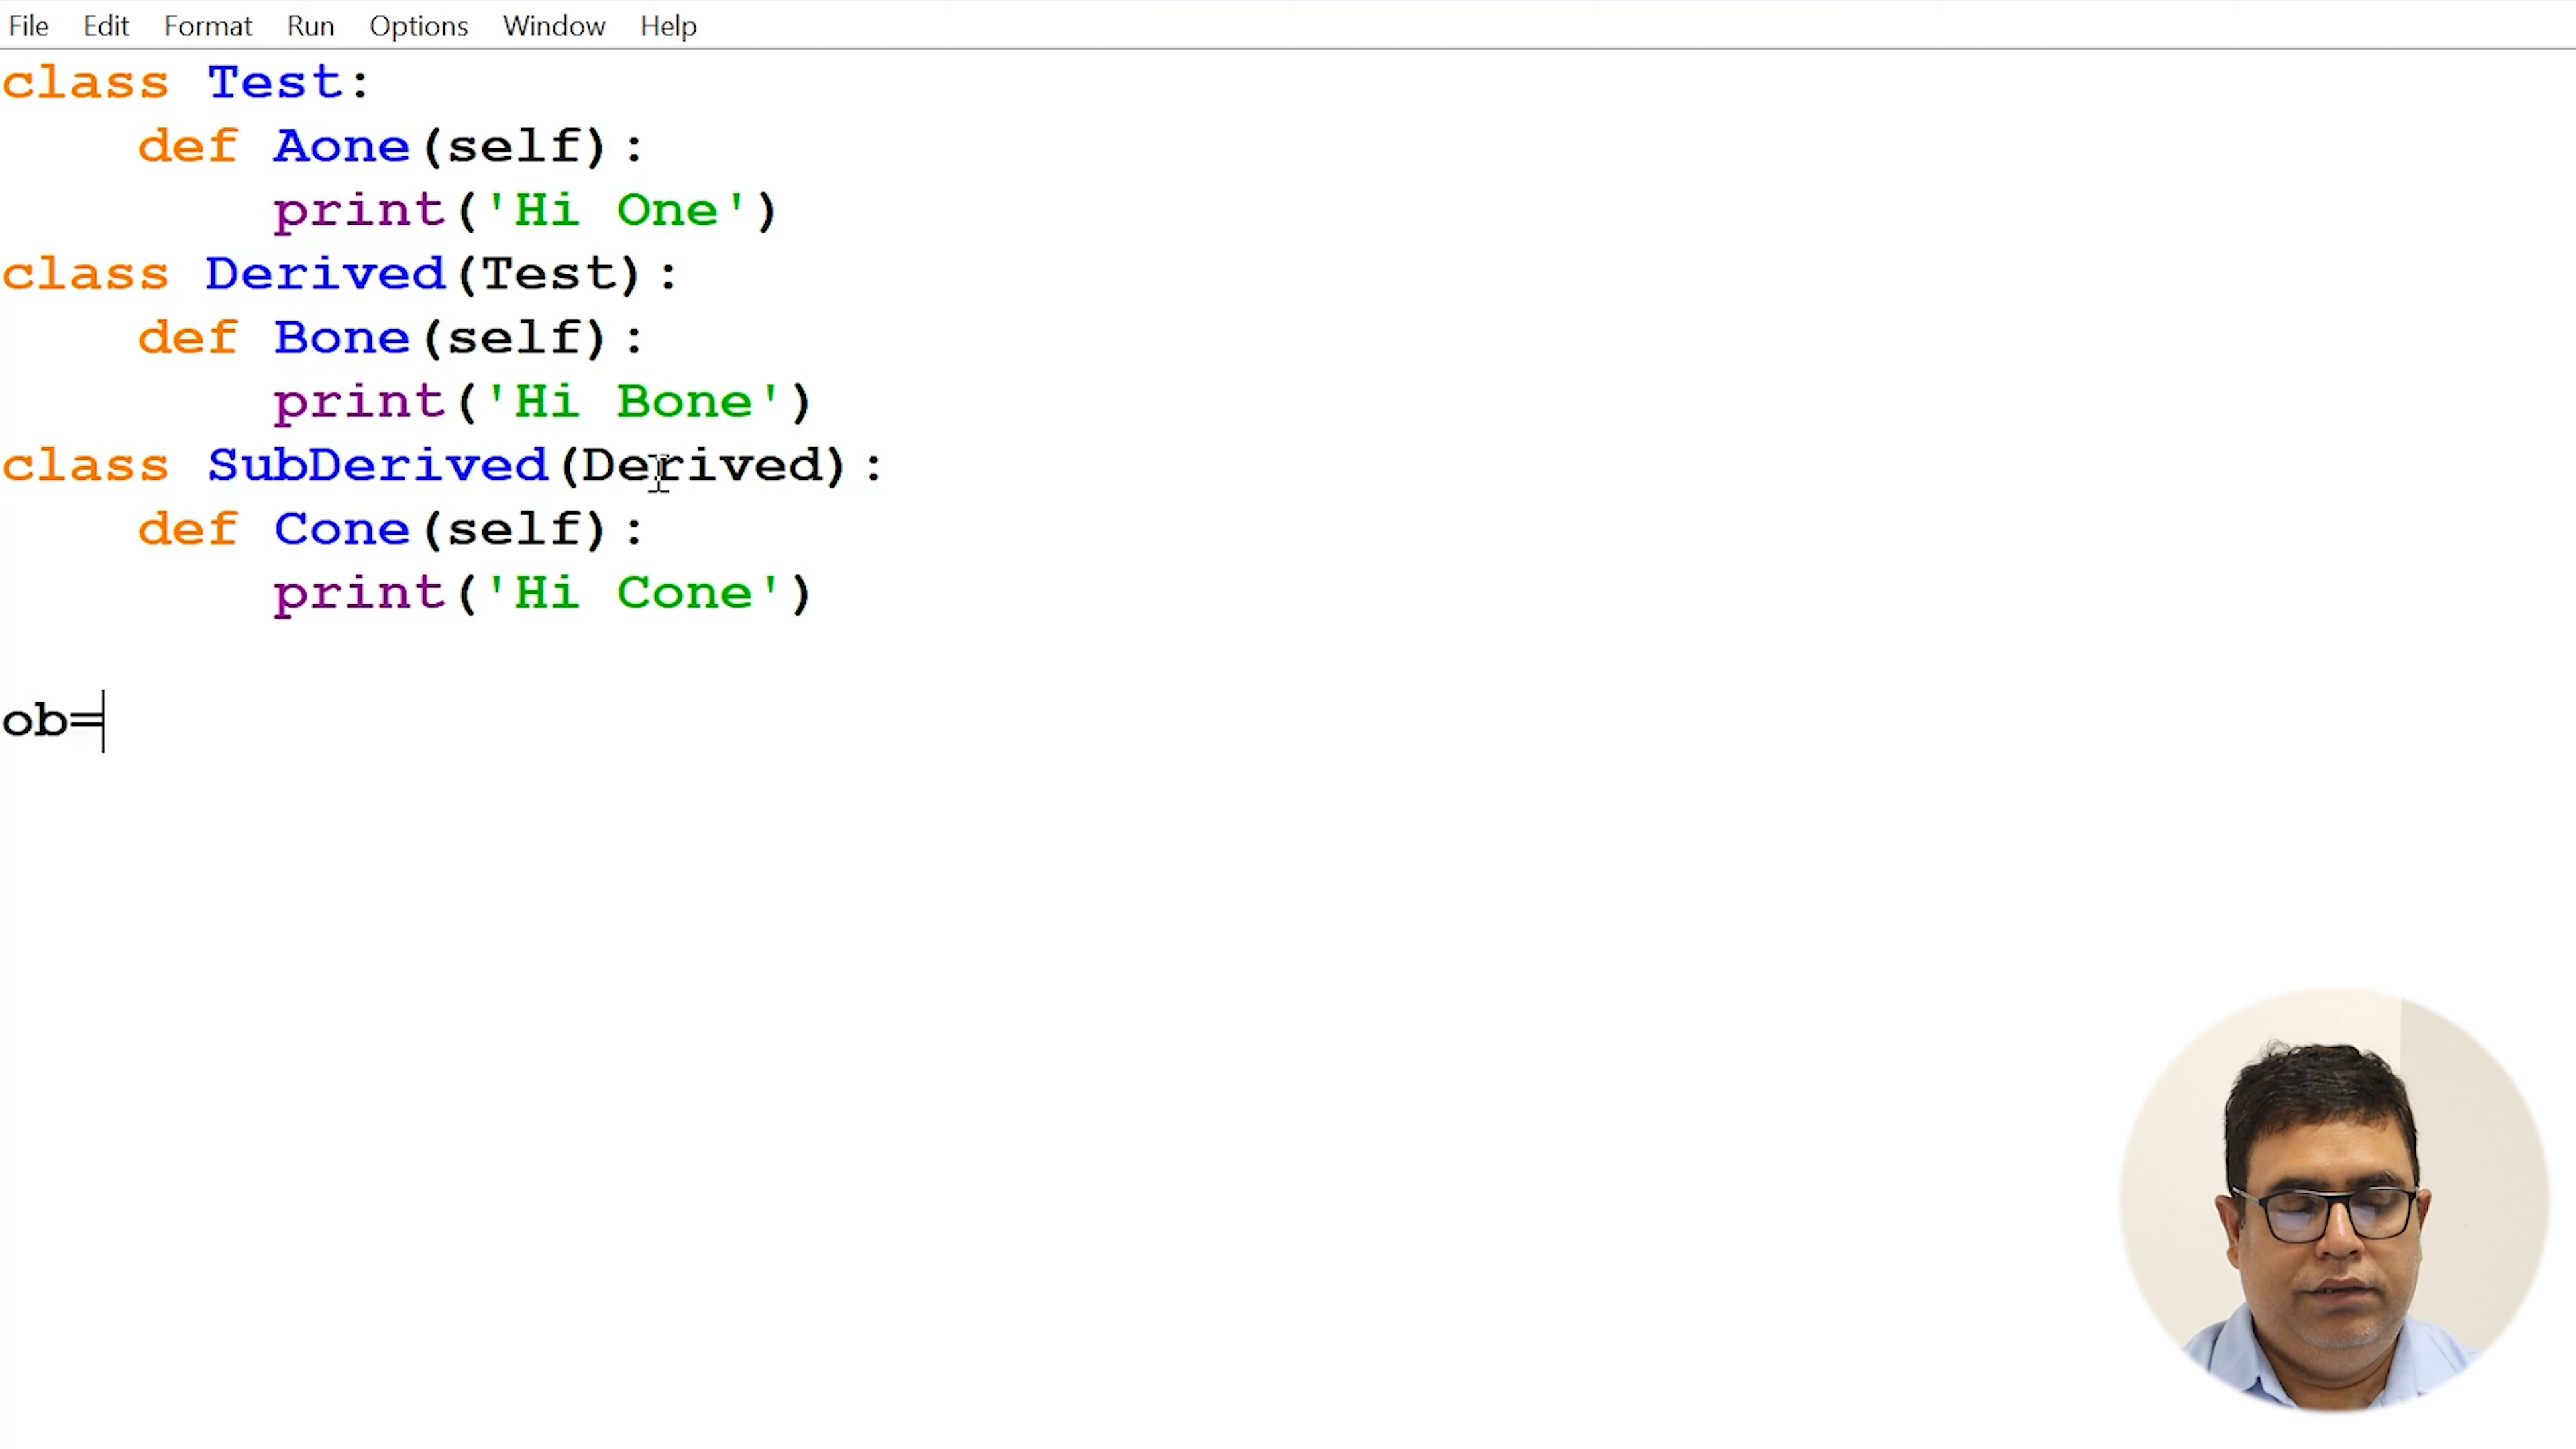 File Edit Format Run Options Window Help
class Test:
    def Aone(self):
        print('Hi One')
class Derived(Test):
    def Bone(self):
        print('Hi Bone')
class SubDerived(Derived):
    def Cone(self):
        print('Hi Cone')
ob=